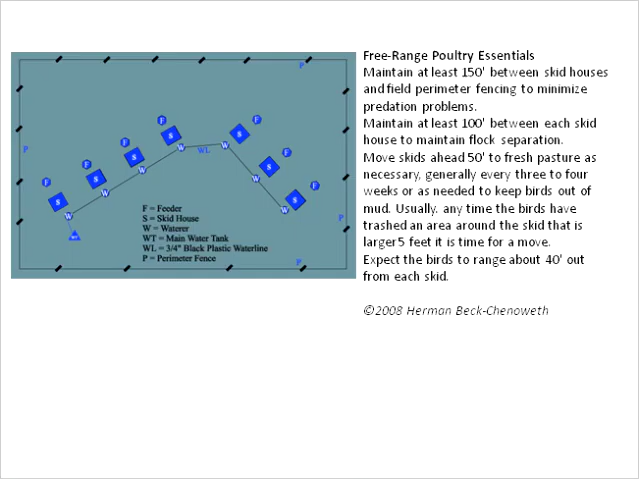 Free-Range Poultry Essentials
Maintain at least 150' between skid houses
and field perimeter fencing to minimize
predation problems.
Maintain at least 100' between each skid
house to maintain flock separation.
Move skids ahead 50' to fresh pasture as
necessary, generally every three to four
weeks or as needed to keep birds out of
mud. Usually. any time the birds have
trashed an area around the skid that is
larger5 feet it is time for a move.
Expect the birds to range about 40' out
from each skid.
©2008 Herman Beck-Chenoweth
P
F
S
W
F
S
W
F
S
W
F
S
W
WL
F
S
W
F
S
W
F
S
W
P
P
P
F = Feeder
S = Skid House
W = Waterer
WT = Main Water Tank
WL = 3/4" Black Plastic Waterline
P = Perimeter Fence